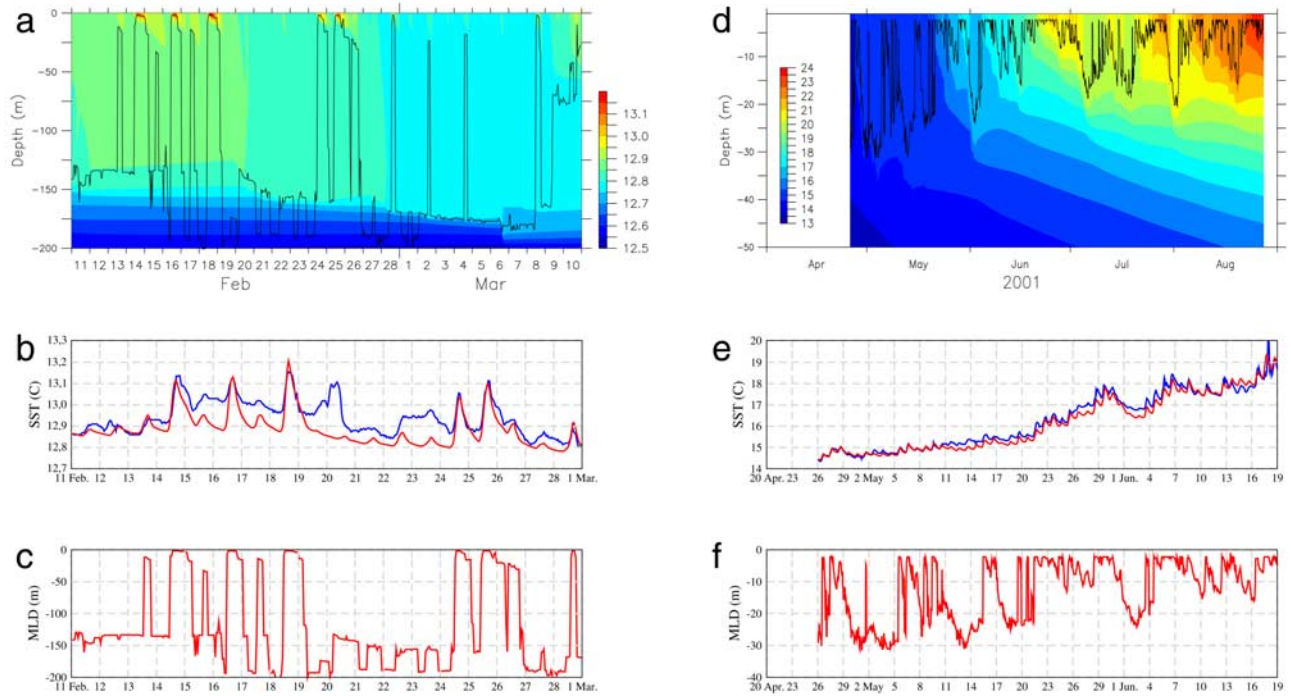 a
Depth (m)
0
-50
-100
-150
-200
11 12 13 14 15 16 17 18 19 20 21 22 23 24 25 26 27 28 1 2 3 4 5 6 7 8 9 10
Feb Mar
13.1
13.0
12.9
12.8
12.7
12.6
12.5
d
Depth (m)
-10
-20
-30
-40
-50
24
23
22
21
20
19
18
17
16
15
14
13
Apr May Jun Jul Aug
2001
b
SST (C)
13,3
13,2
13,1
13,0
12,9
12,8
12,7
11 Feb. 12 13 14 15 16 17 18 19 20 21 22 23 24 25 26 27 28 1 Mar.
e
SST (C)
20
19
18
17
16
15
14
20 Apr. 23 26 29 2 May 5 8 11 14 17 20 23 26 29 1 Jun. 4 7 10 13 16 19
c
MLD (m)
0
-50
-100
-150
-200
11 Feb. 12 13 14 15 16 17 18 19 20 21 22 23 24 25 26 27 28 1 Mar.
f
MLD (m)
0
-10
-20
-30
-40
20 Apr. 23 26 29 2 May 5 8 11 14 17 20 23 26 29 1 Jun. 4 7 10 13 16 19